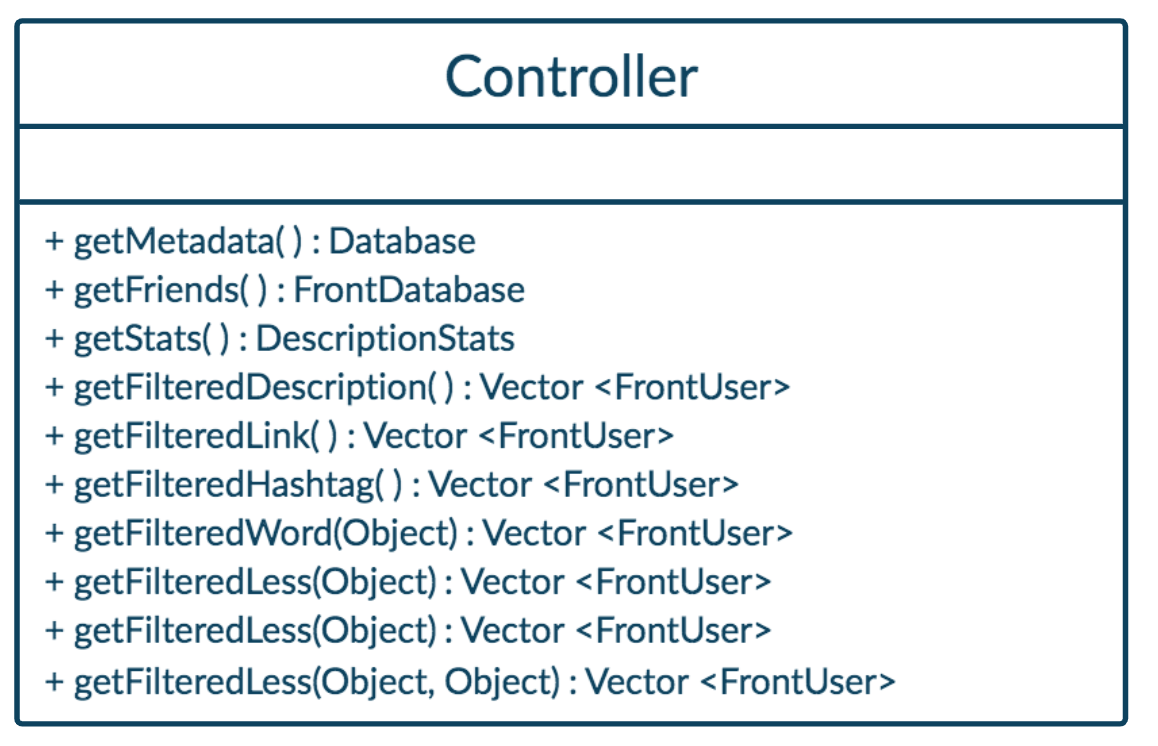 Controller
+ getMetadata( ) : Database
+ getFriends( ) : FrontDatabase
+ getStats( ) : DescriptionStats
+ getFilteredDescription( ) : Vector <FrontUser>
+ getFilteredLink( ) : Vector <FrontUser>
+ getFilteredHashtag( ) : Vector <FrontUser>
+ getFilteredWord(Object) : Vector <FrontUser>
+ getFilteredLess(Object) : Vector <FrontUser>
+ getFilteredLess(Object) : Vector <FrontUser>
+ getFilteredLess(Object, Object) : Vector <FrontUser>